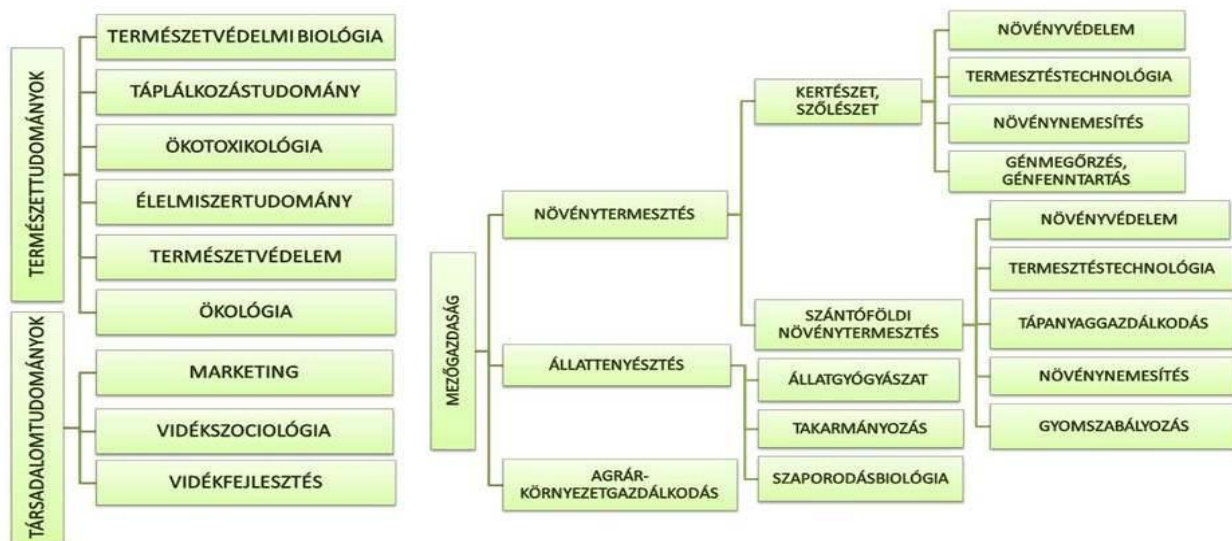 TERMÉSZETTUDOMÁNYOK
TERMÉSZETVÉDELMI BIOLÓGIA
TÁPLÁLKOZÁSTUDOMÁNY
ÖKOTOXIKOLÓGIA
ÉLELMISZERTUDOMÁNY
TERMÉSZETVÉDELEM
ÖKOLÓGIA
TÁRSADALOMTUDOMÁNYOK
MARKETING
VIDÉKSZOCIOLÓGIA
VIDÉKFEJLESZTÉS
MEZŐGAZDASÁG
NÖVÉNYTERMESZTÉS
KERTÉSZET,
SZŐLÉSZET
NÖVÉNYVÉDELEM
TERMESZTÉSTECHNOLÓGIA
NÖVÉNYNEMESÍTÉS
GÉNMEGŐRZÉS,
GÉNFENNTARTÁS
SZÁNTÓFÖLDI
NÖVÉNYTERMESZTÉS
NÖVÉNYVÉDELEM
TERMESZTÉSTECHNOLÓGIA
TÁPANYAGGAZDÁLKODÁS
NÖVÉNYNEMESÍTÉS
GYOMSZABÁLYOZÁS
ÁLLATTENYÉSZTÉS
ÁLLATGYÓGYÁSZAT
TAKARMÁNYOZÁS
SZAPORODÁSBIOLÓGIA
AGRÁR-
KÖRNYEZETGAZDÁLKODÁS